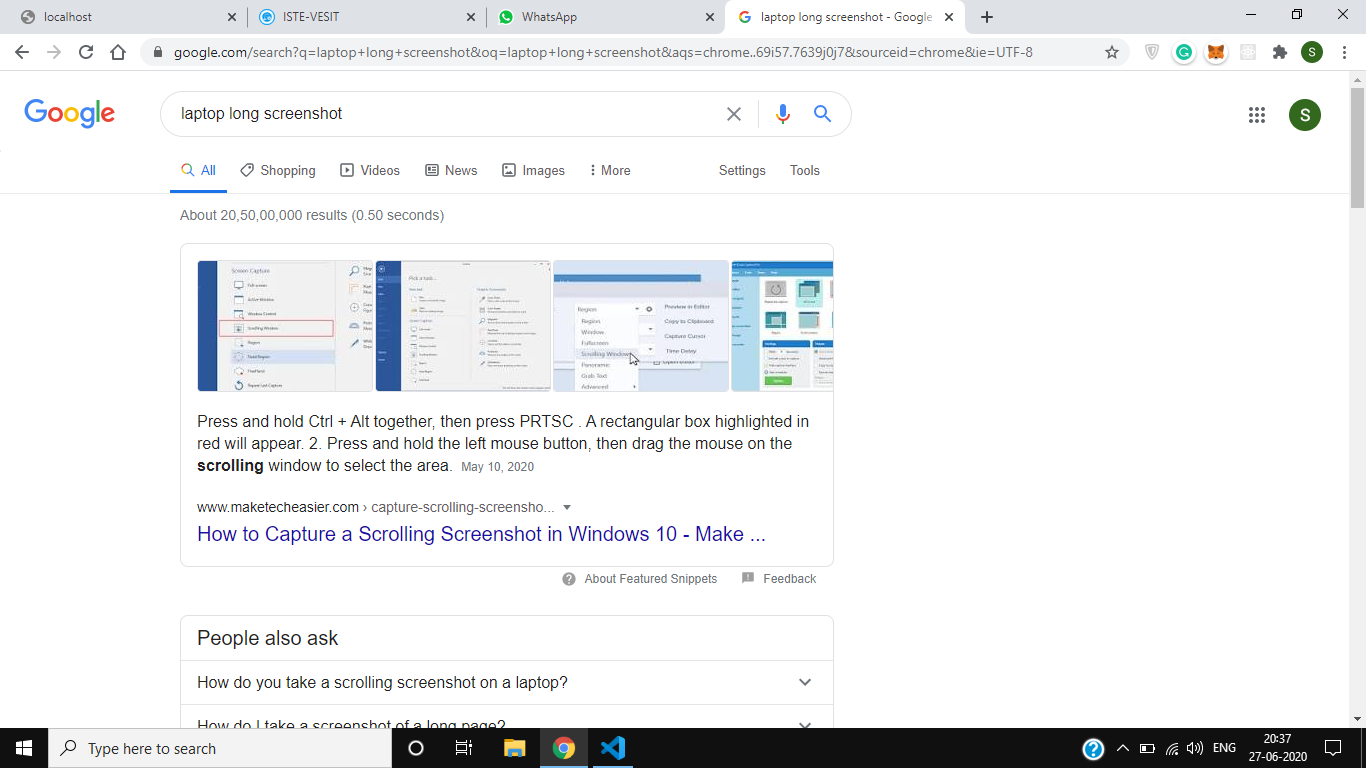 localhost
ISTE-VESIT
WhatsApp
laptop long screenshot - Google
google.com/search?q=laptop+long+screenshot&oq=laptop+long+screenshot&aqs=chrome..69i57.7639j0j7&sourceid=chrome&ie=UTF-8
S
Google
laptop long screenshot
S
All
Shopping
Videos
News
Images
More
Settings
Tools
About 20,50,00,000 results (0.50 seconds)
Screen Capture
Full screen
Active Window
Window Control
Scrolling Window
Region
Fixed Region
FreeHand
Repeat Last Capture
Pick a task...
Region
Region
Window
Fullscreen
Scrolling Window
Panoramic
Grab Text
Advanced
Preview in Editor
Copy to Clipboard
Capture Cursor
Time Delay
Press and hold Ctrl + Alt together, then press PRTSC . A rectangular box highlighted in
red will appear. 2. Press and hold the left mouse button, then drag the mouse on the
scrolling window to select the area. May 10, 2020
www.maketecheasier.com › capture-scrolling-screensho...
How to Capture a Scrolling Screenshot in Windows 10 - Make ...
About Featured Snippets
Feedback
People also ask
How do you take a scrolling screenshot on a laptop?
How do I take a screenshot of a long page?
Type here to search
ENG
20:37
27-06-2020